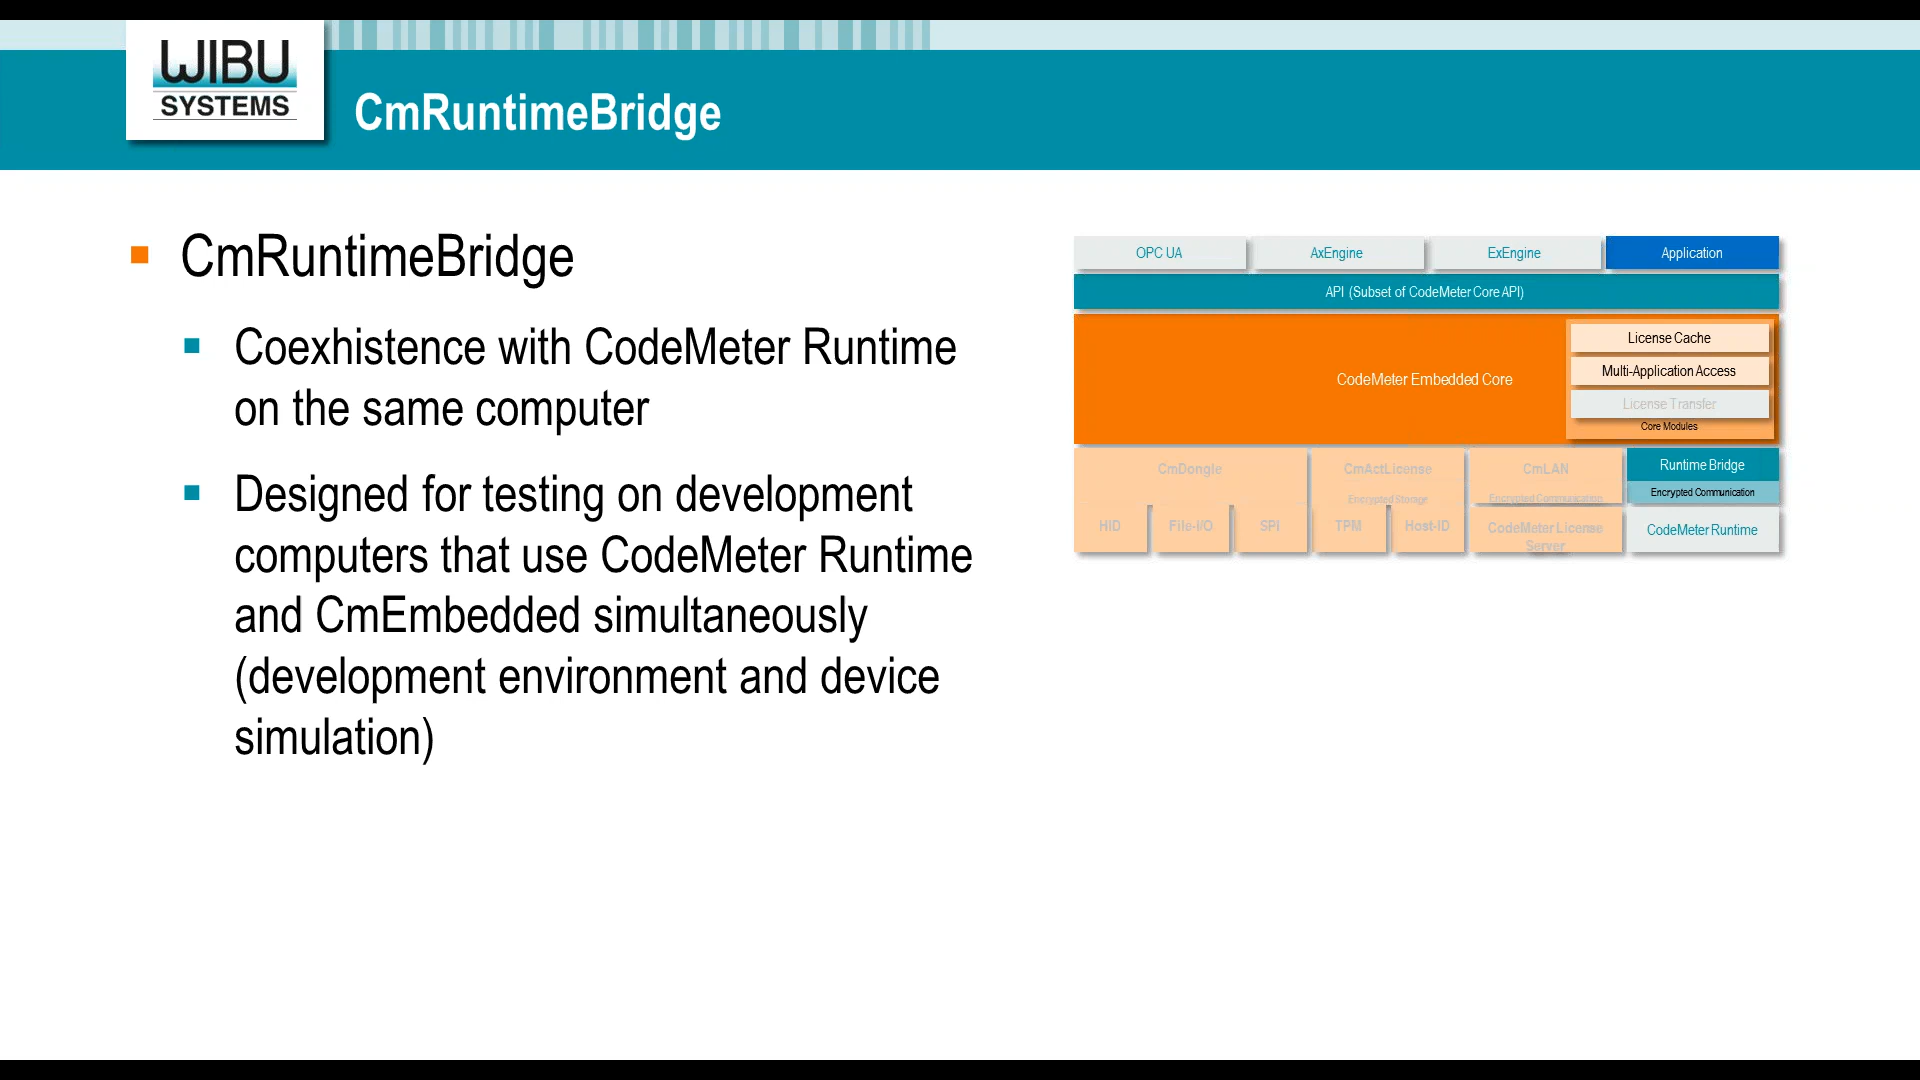 WIBU
SYSTEMS
CmRuntimeBridge
CmRuntimeBridge
Coexhistence with CodeMeter Runtime
on the same computer
Designed for testing on development
computers that use CodeMeter Runtime
and CmEmbedded simultaneously
(development environment and device
simulation)
OPC UA AxEngine ExEngine Application
API (Subset of CodeMeter Core API)
CodeMeter Embedded Core
License Cache
Multi-Application Access
License Transfer
Core Modules
CmDongle CmActLicense CmLAN Runtime Bridge
Encrypted Storage Encrypted Communication Encrypted Communication
HID File-I/O SPI TPM Host-ID CodeMeter License CodeMeter Runtime
Server